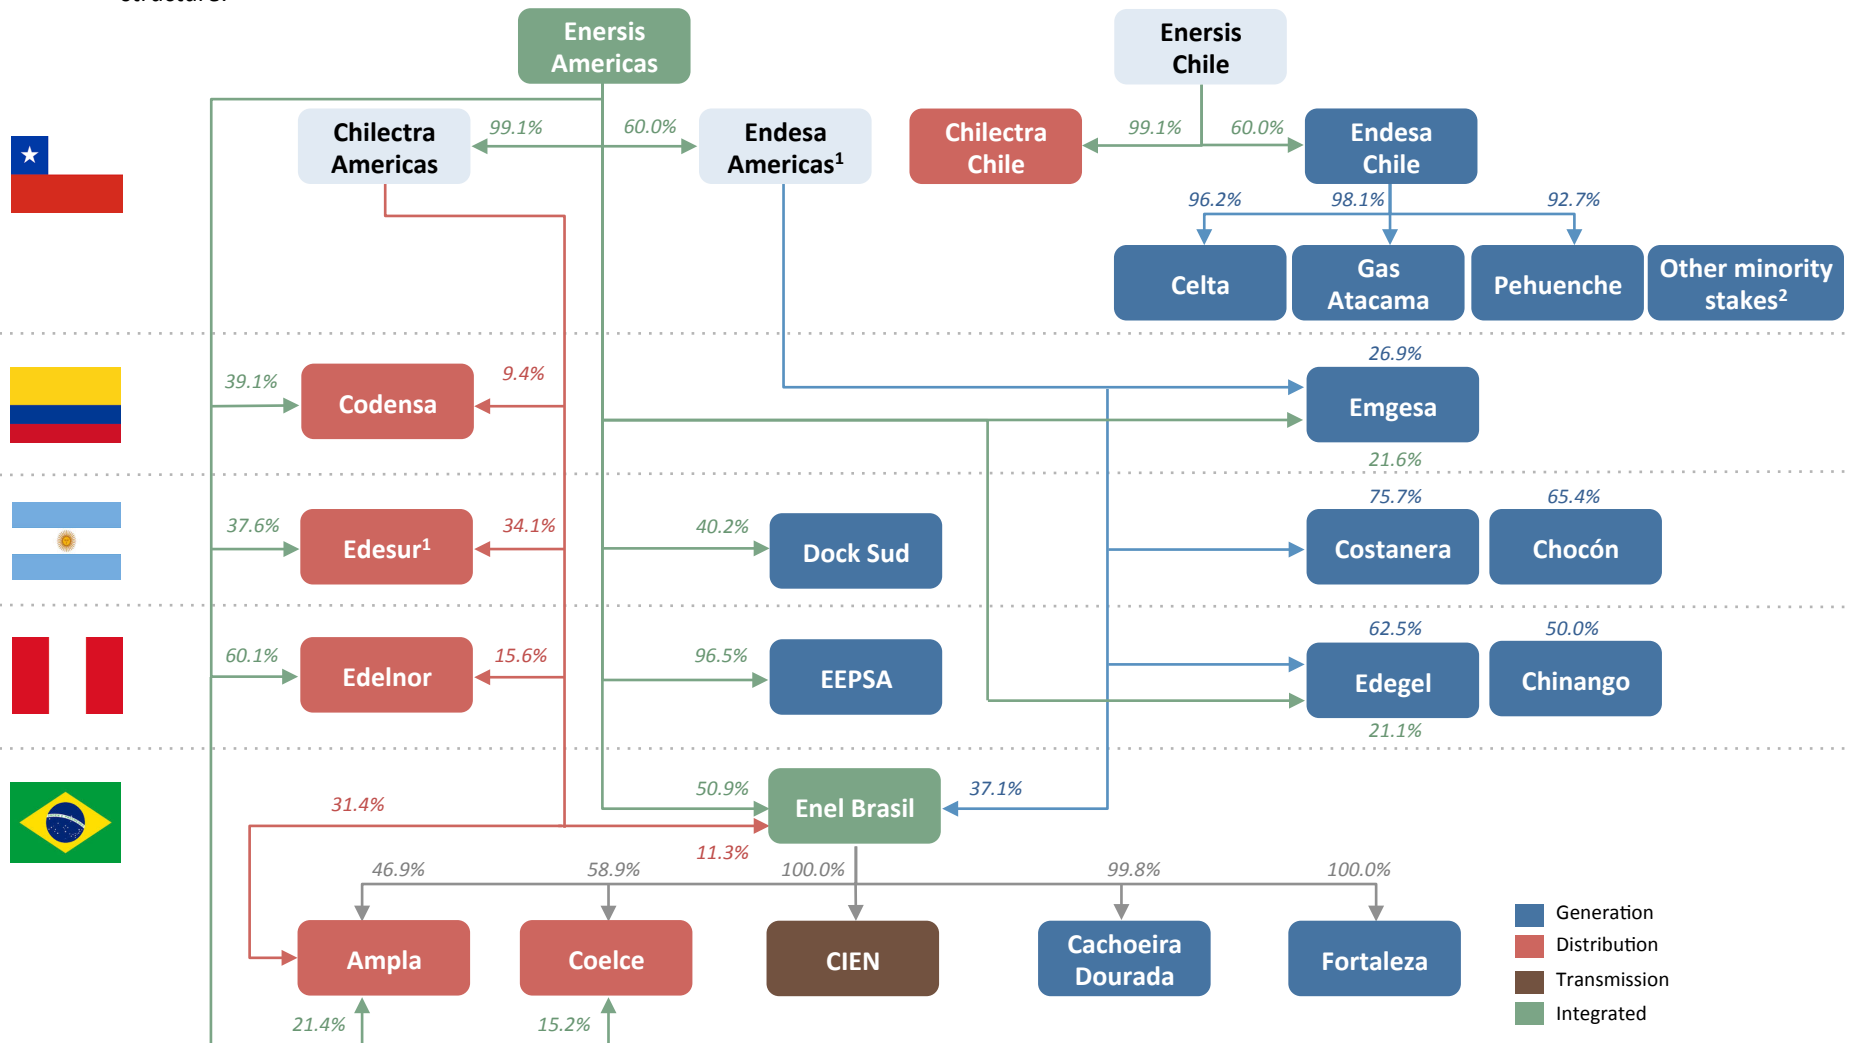 structure.
Enersis
Americas
Enersis
Chile
Chilectra
Americas
99.1%
60.0%
Endesa
Americas¹
Chilectra
Chile
99.1%
60.0%
Endesa
Chile
96.2%
98.1%
92.7%
Celta
Gas
Atacama
Pehuenche
Other minority
stakes²
39.1%
Codensa
9.4%
26.9%
Emgesa
21.6%
37.6%
Edesur¹
34.1%
40.2%
Dock Sud
75.7%
Costanera
65.4%
Chocón
60.1%
Edelnor
15.6%
96.5%
EEPSA
62.5%
Edegel
21.1%
50.0%
Chinango
31.4%
50.9%
Enel Brasil
37.1%
11.3%
46.9%
58.9%
100.0%
99.8%
100.0%
Ampla
Coelce
CIEN
Cachoeira
Dourada
Fortaleza
21.4%
15.2%
Generation
Distribution
Transmission
Integrated